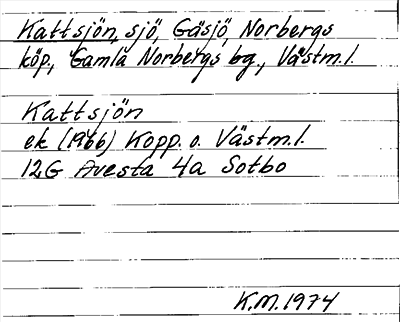 Kattsjön, sjö, Gäsjö, Norbergs
köp., Gamla Norbergs bg., Västm.l.
Kattsjön
ek (1966) Kopp. o. Västm.l.
12G Avesta 4a Sotbo
K.M. 1974